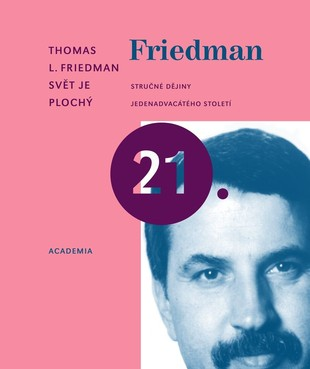 THOMAS
L. FRIEDMAN
SVĚT JE
PLOCHÝ
Friedman
STRUČNÉ DĚJINY
JEDENADVACÁTÉHO STOLETÍ
21.
ACADEMIA